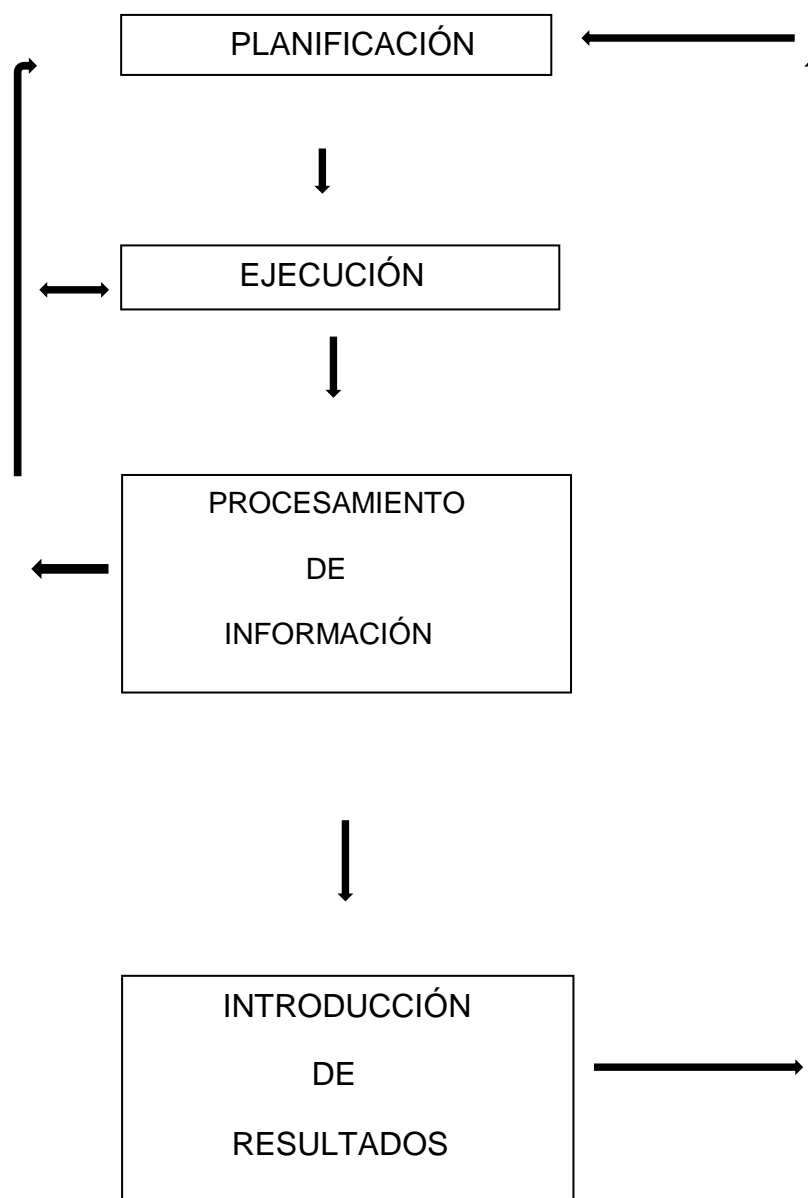 PLANIFICACIÓN
EJECUCIÓN
PROCESAMIENTO
DE
INFORMACIÓN
INTRODUCCIÓN
DE
RESULTADOS